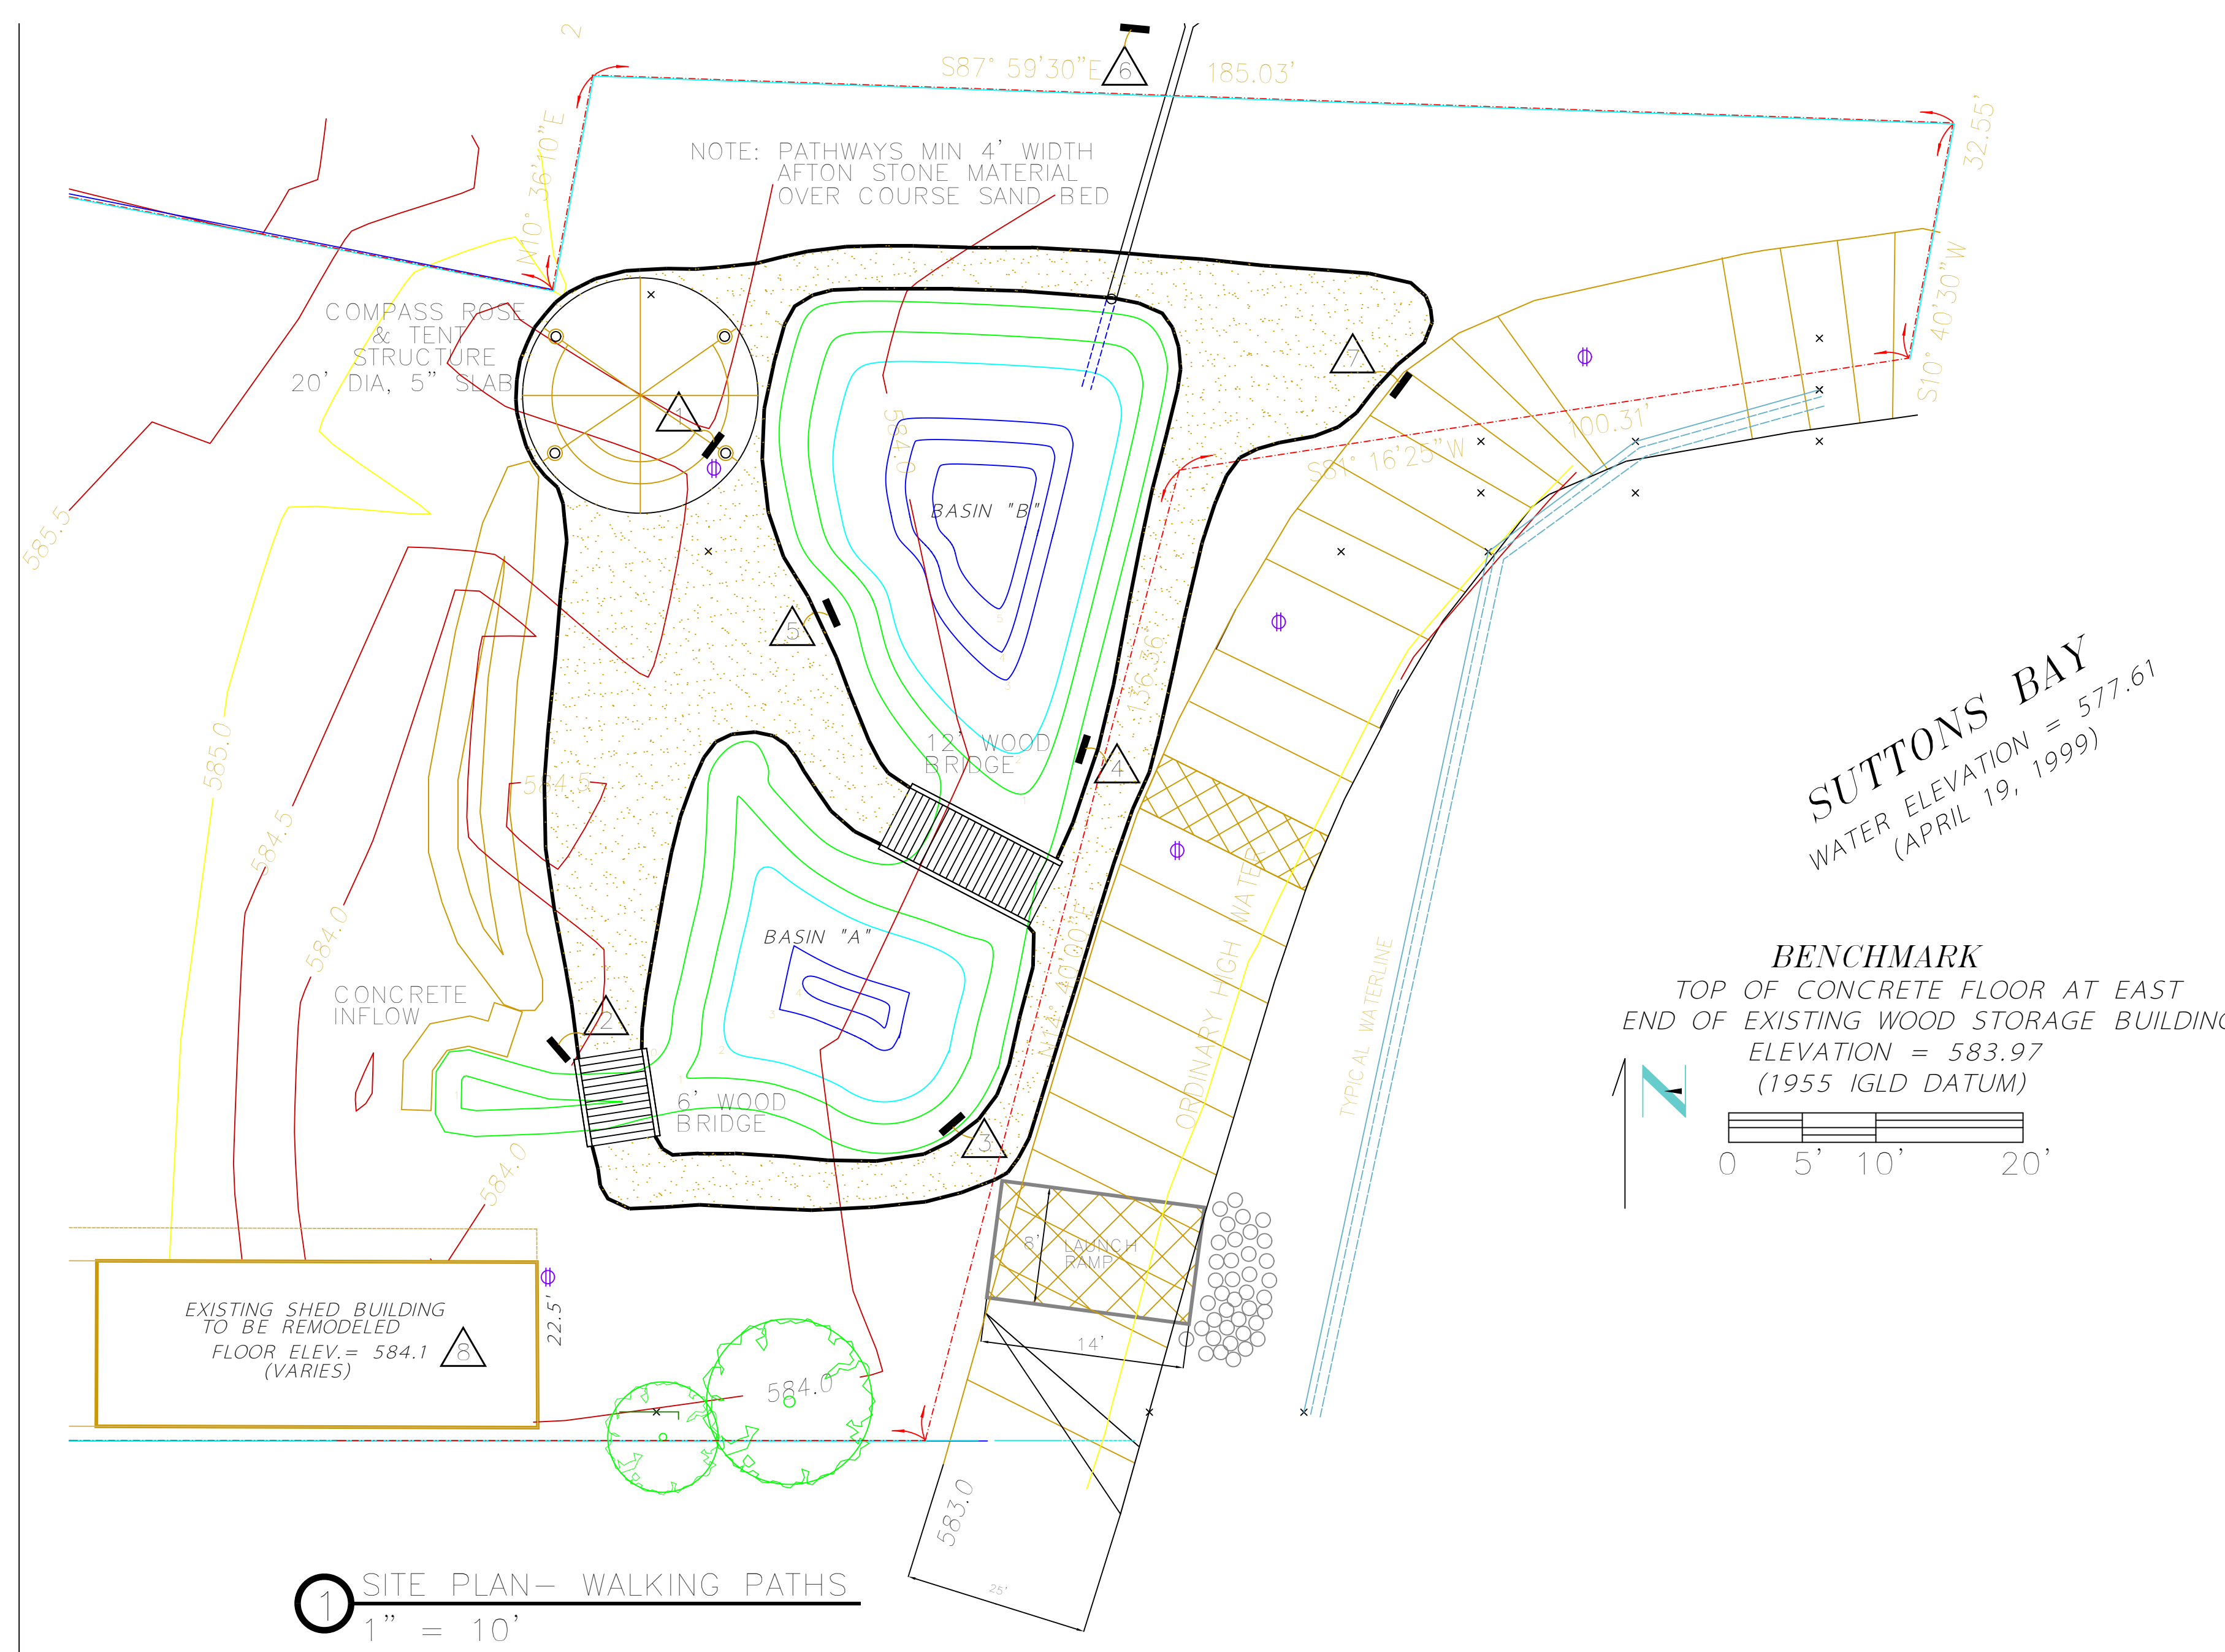 2
S87° 59'30"E
6
185.03'
32.55'
N10° 36'10"E
NOTE: PATHWAYS MIN 4' WIDTH
AFTON STONE MATERIAL
OVER COURSE SAND BED
S10° 40'30"W
COMPASS ROSE
& TENT
STRUCTURE
20' DIA, 5" SLAB
1
7
584.0
S81° 16'25"W
100.31'
585.5
BASIN "B"
5
136.36'
SUTTONS BAY
WATER ELEVATION = 577.61
(APRIL 19, 1999)
585.0
12' WOOD
BRIDGE
4
584.5
584.5
ORDINARY HIGH WATER
584.0
BASIN "A"
N14° 40'00"E
TYPICAL WATERLINE
BENCHMARK
TOP OF CONCRETE FLOOR AT EAST
END OF EXISTING WOOD STORAGE BUILDING
ELEVATION = 583.97
(1955 IGLD DATUM)
CONCRETE
INFLOW
2
6' WOOD
BRIDGE
3
N
0 5' 10' 20'
584.0
8'
LAUNCH
RAMP
14'
EXISTING SHED BUILDING
TO BE REMODELED
FLOOR ELEV.= 584.1
(VARIES)
8
22.5'
584.0
583.0
25'
1
SITE PLAN– WALKING PATHS
1" = 10'